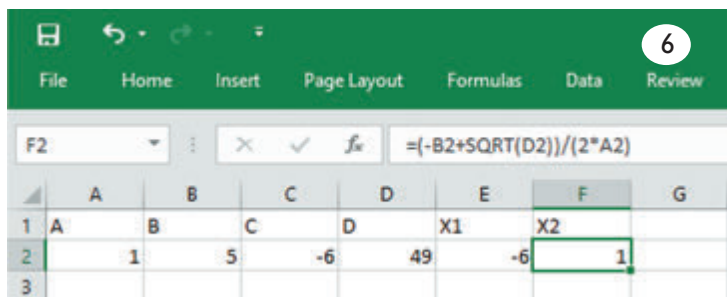 6
File Home Insert Page Layout Formulas Data Review
F2 fx =(-B2+SQRT(D2))/(2*A2)
A B C D E F G
1 A B C D X1 X2
2 1 5 -6 49 -6 1
3